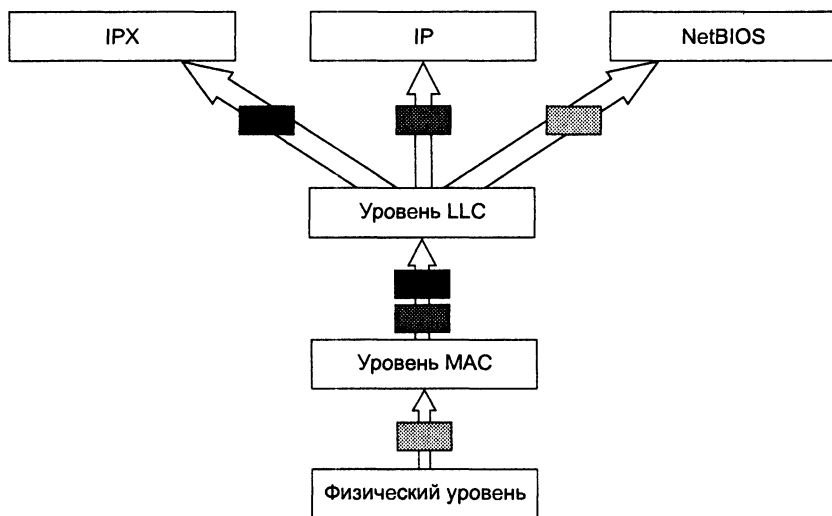 IPX
IP
NetBIOS
Уровень LLC
Уровень MAC
Физический уровень